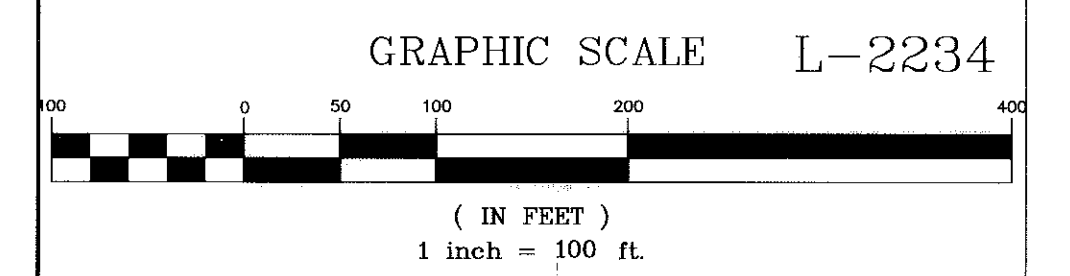 GRAPHIC SCALE L-2234
100 0 50 100 200 400
( IN FEET )
1 inch = 100 ft.